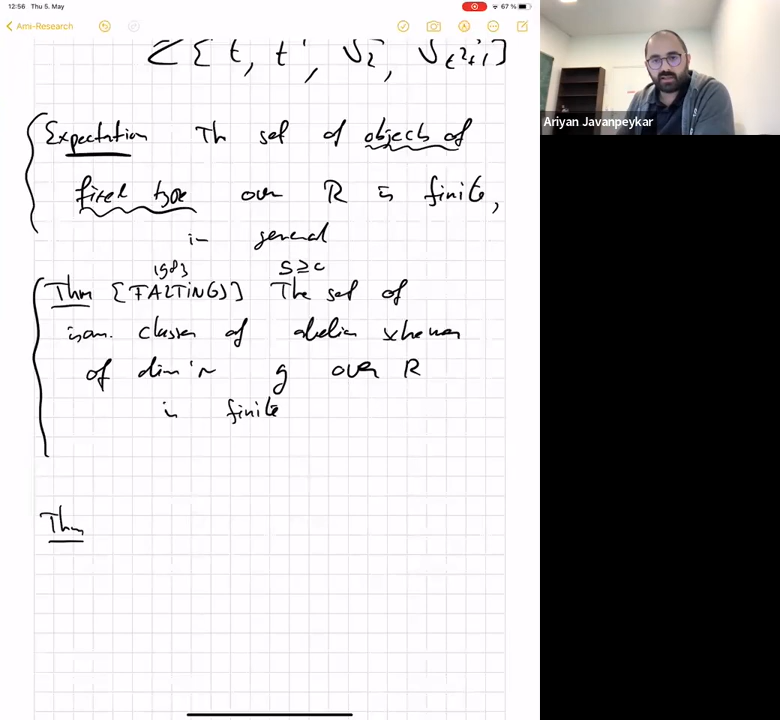 12:56 Thu 5. May
67 %
Ami-Research
Ariyan Javanpeykar
Z [ t, t
Expectation The set of objects of
fixed type over R is finite,
in general
1983 g ≥ 0
Thm [FALTINGS] The set of
isom. classes of abelian schemes
of dim'n g over R
is finite
Thm